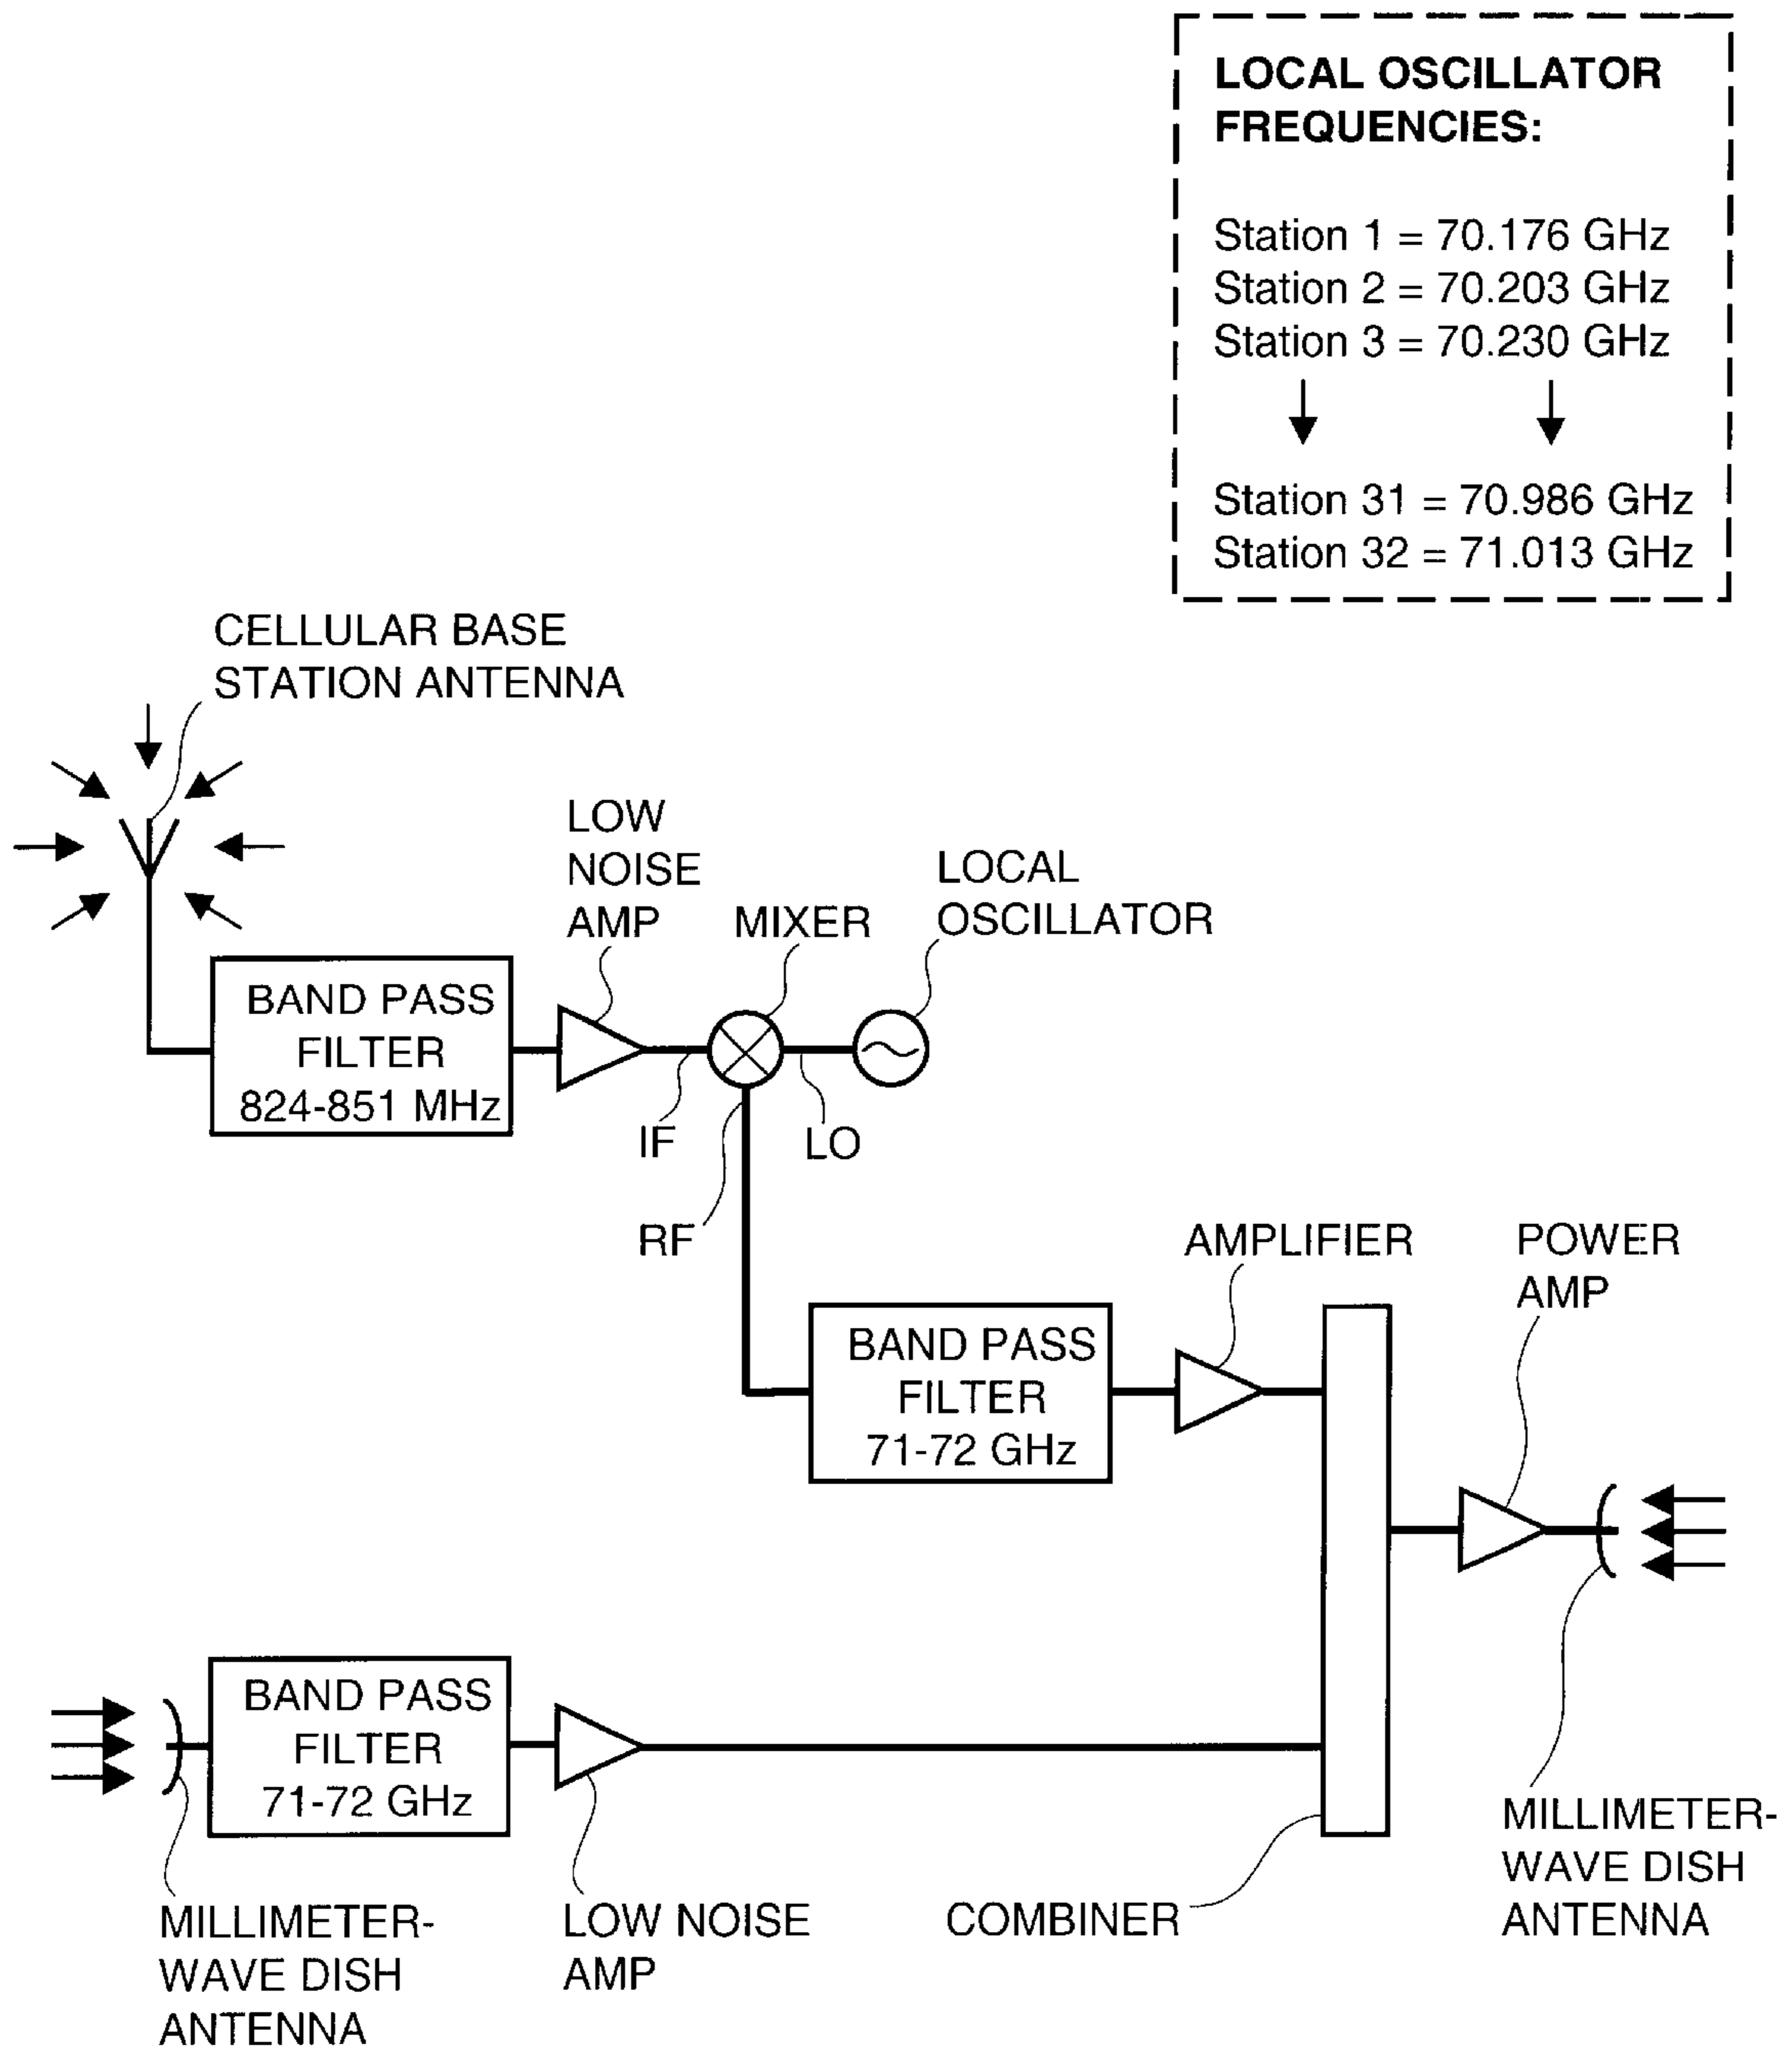 LOCAL OSCILLATOR
FREQUENCIES:
Station 1 = 70.176 GHz
Station 2 = 70.203 GHz
Station 3 = 70.230 GHz
Station 31 = 70.986 GHz
Station 32 = 71.013 GHz
CELLULAR BASE
STATION ANTENNA
LOW
NOISE
AMP
MIXER
LOCAL
OSCILLATOR
BAND PASS
FILTER
824-851 MHz
IF
LO
RF
AMPLIFIER
POWER
AMP
BAND PASS
FILTER
71-72 GHz
BAND PASS
FILTER
71-72 GHz
MILLIMETER-
WAVE DISH
ANTENNA
LOW NOISE
AMP
COMBINER
MILLIMETER-
WAVE DISH
ANTENNA